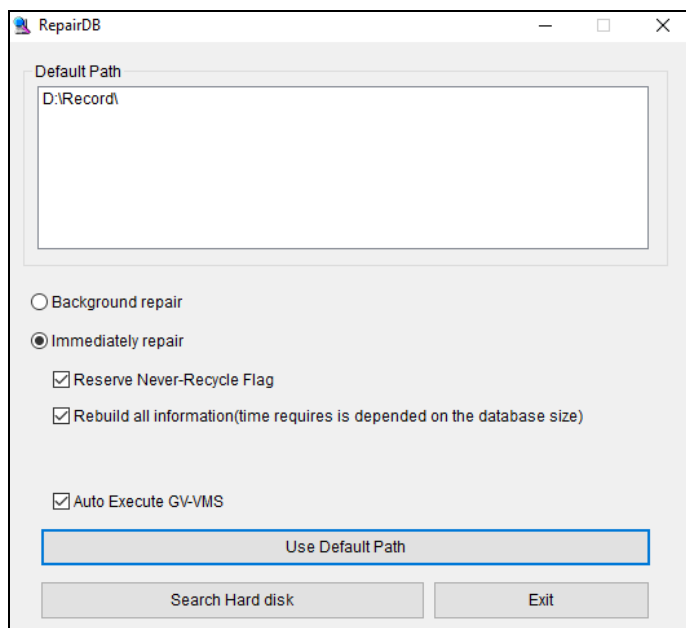 RepairDB
Default Path
D:\Record\
Background repair
Immediately repair
Reserve Never-Recycle Flag
Rebuild all information(time requires is depended on the database size)
Auto Execute GV-VMS
Use Default Path
Search Hard disk Exit